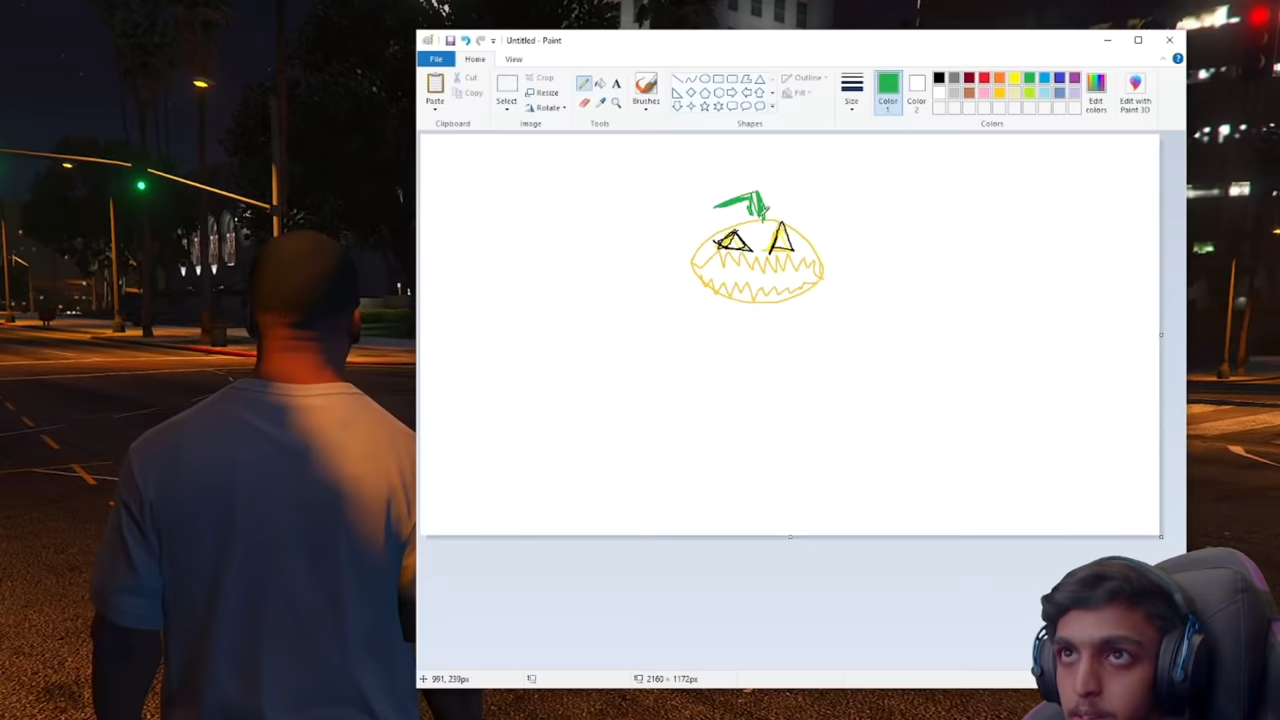 Untitled - Paint
File Home View
Paste
Cut
Copy
Clipboard
Select
Crop
Resize
Rotate
Image
A
Tools
Brushes
Shapes
Outline
Fill
Size
Color 1
Color 2
Edit colors
Edit with Paint 3D
Colors
991, 239px
2160 × 1172px